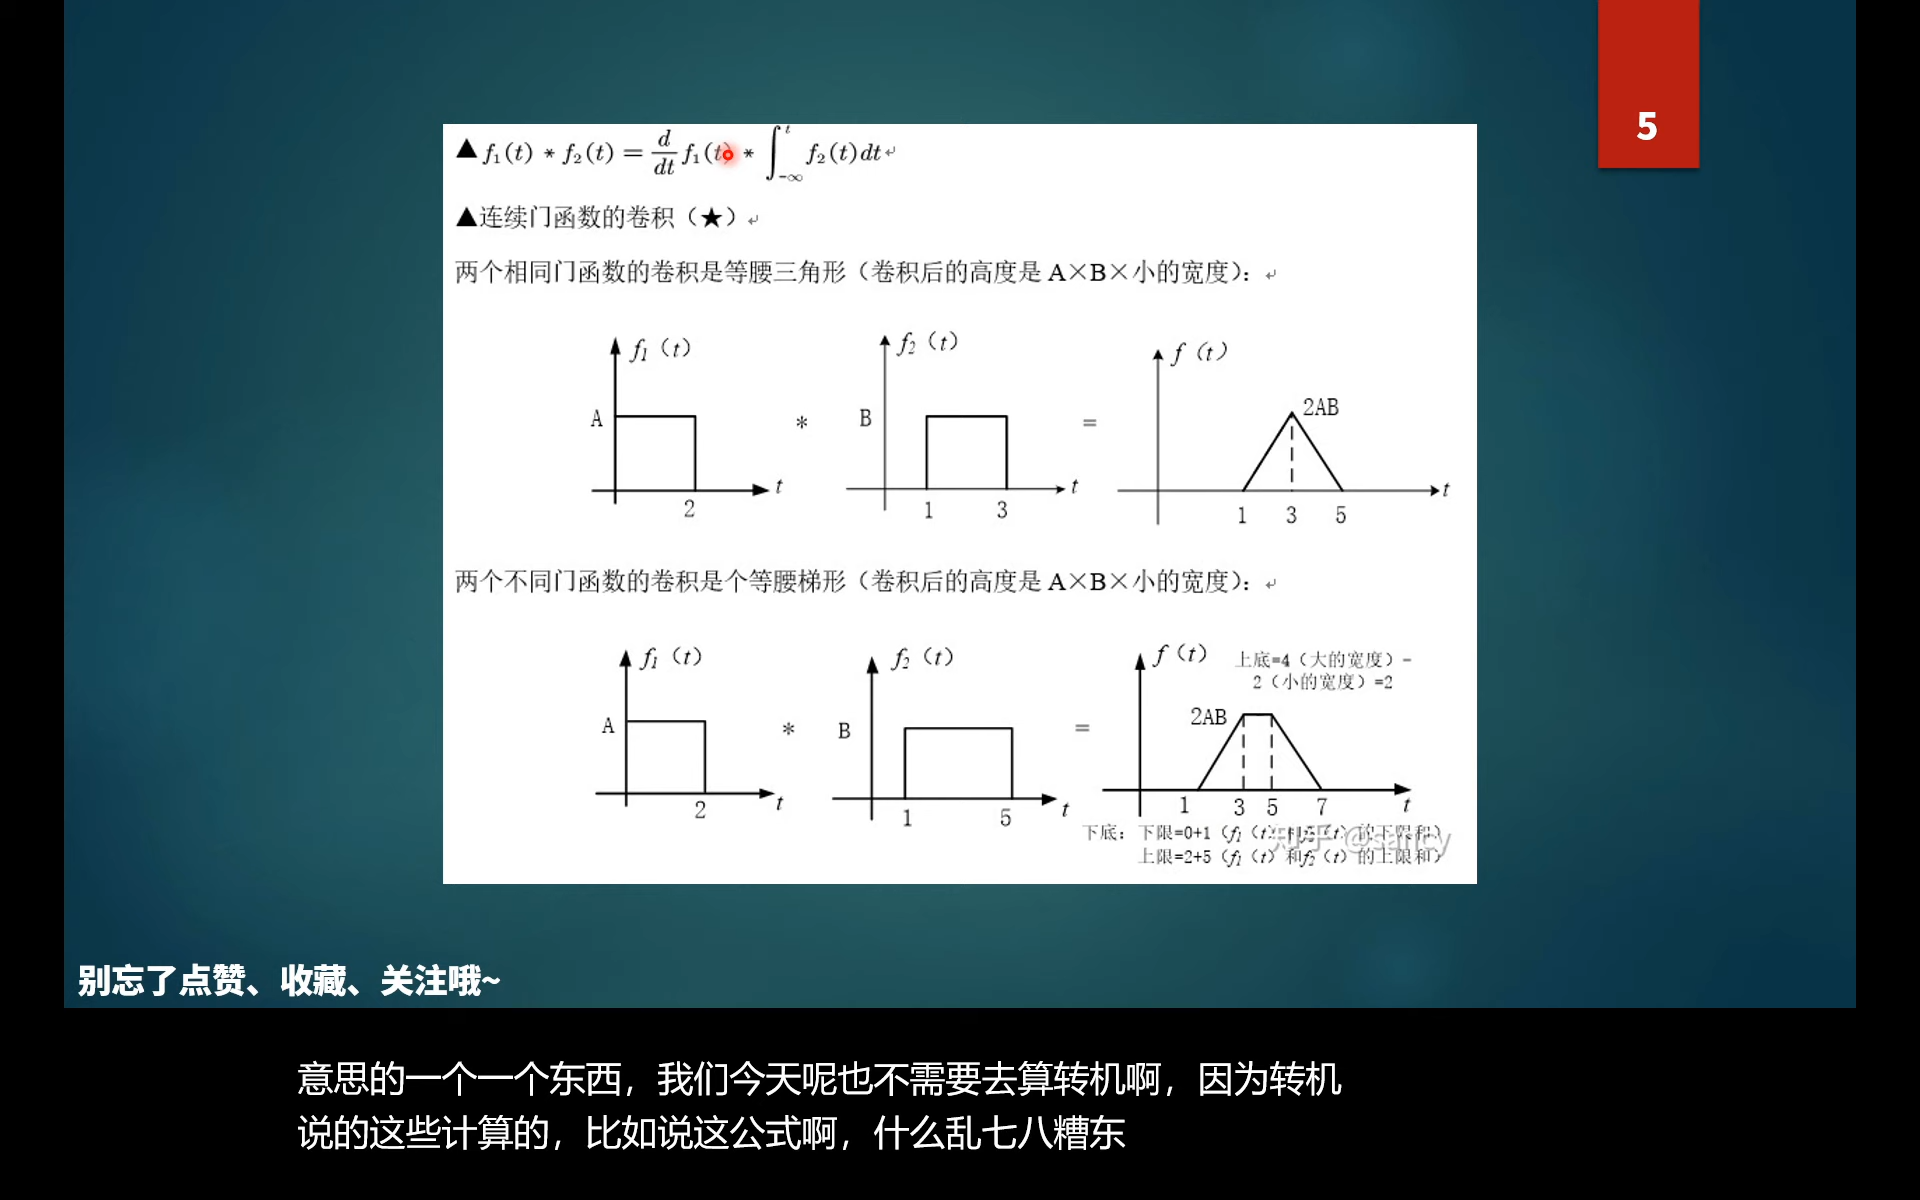 5
▲f₁(t) * f₂(t) = d/dt f₁(t) * ∫_{-∞}^{t} f₂(t)dt↵
▲连续门函数的卷积（★）↵
两个相同门函数的卷积是等腰三角形（卷积后的高度是 A×B×小的宽度）：↵
f₁（t） f₂（t） f（t）
A * B = 2AB
t t t
2 1 3 1 3 5
两个不同门函数的卷积是个等腰梯形（卷积后的高度是 A×B×小的宽度）：↵
f₁（t） f₂（t） f（t） 上底=4（大的宽度）-
2（小的宽度）=2
A * B = 2AB
t t t
2 1 5 1 3 5 7
下底：下限=0+1（f₁（t）和f₂（t）的下限和）
上限=2+5（f₁（t）和f₂（t）的上限和）
知乎 @sancy
别忘了点赞、收藏、关注哦~
意思的一个一个东西，我们今天呢也不需要去算转机啊，因为转机
说的这些计算的，比如说这公式啊，什么乱七八糟东